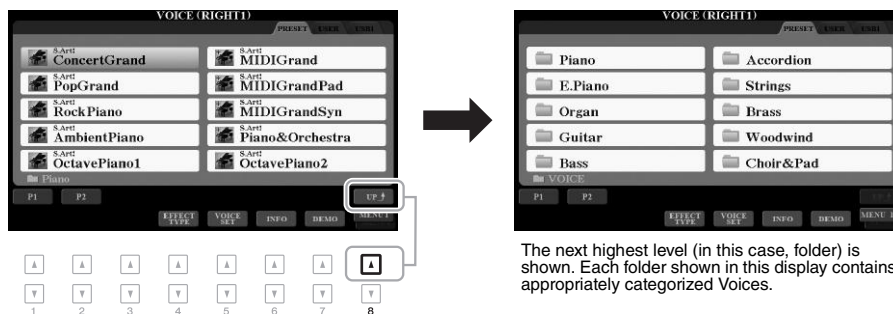 VOICE (RIGHT1)
PRESET USER USB1
S.Art! ConcertGrand
S.Art! MIDIGrand
S.Art! PopGrand
S.Art! MIDIGrandPad
S.Art! RockPiano
S.Art! MIDIGrandSyn
S.Art! AmbientPiano
S.Art! Piano&Orchestra
S.Art! OctavePiano1
S.Art! OctavePiano2
Piano
P1 P2 UP
EFFECT TYPE VOICE SET INFO DEMO MENU 1
1 2 3 4 5 6 7 8
VOICE (RIGHT1)
PRESET USER USB1
Piano
Accordion
E.Piano
Strings
Organ
Brass
Guitar
Woodwind
Bass
Choir&Pad
VOICE
P1 P2
EFFECT TYPE VOICE SET INFO DEMO MENU
The next highest level (in this case, folder) is
shown. Each folder shown in this display contains
appropriately categorized Voices.